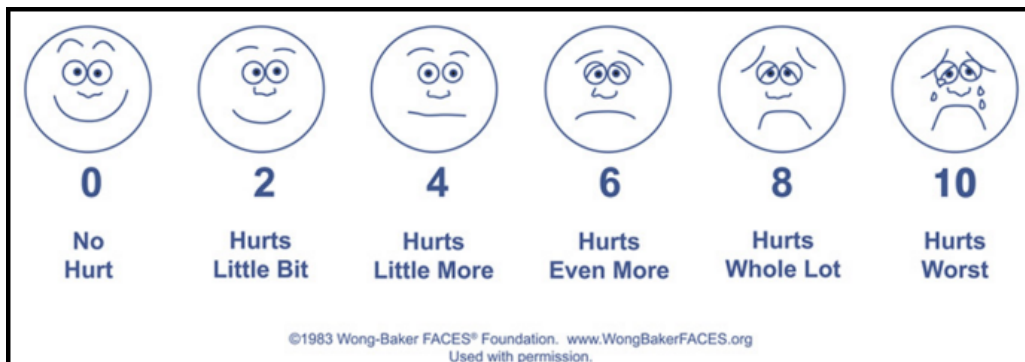 0 2 4 6 8 10
No Hurts Hurts Hurts Hurts Hurts
Hurt Little Bit Little More Even More Whole Lot Worst
©1983 Wong-Baker FACES® Foundation. www.WongBakerFACES.org
Used with permission.